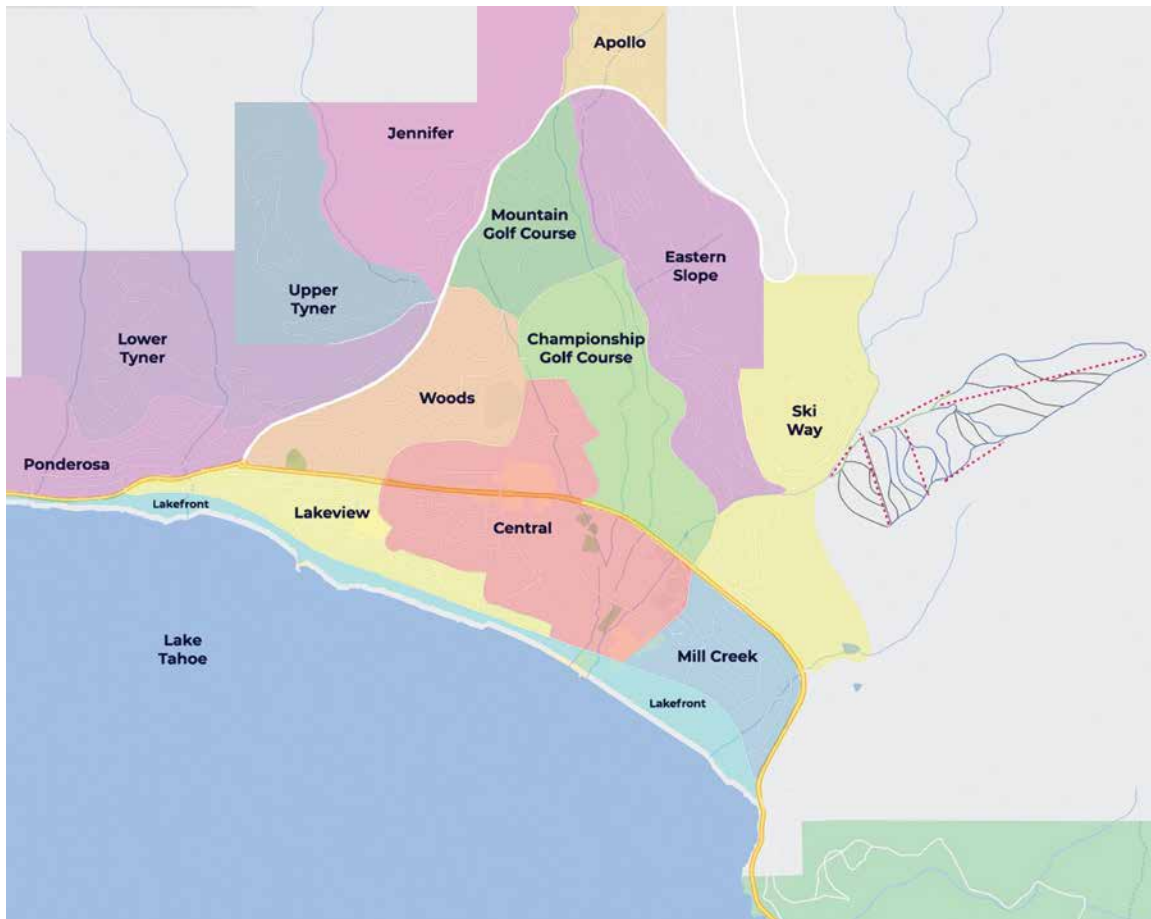 Apollo
Jennifer
Mountain
Golf Course
Eastern
Slope
Upper
Tyner
Lower
Tyner
Championship
Golf Course
Woods
Ski
Way
Ponderosa
Lakefront
Lakeview
Central
Lake
Tahoe
Mill Creek
Lakefront